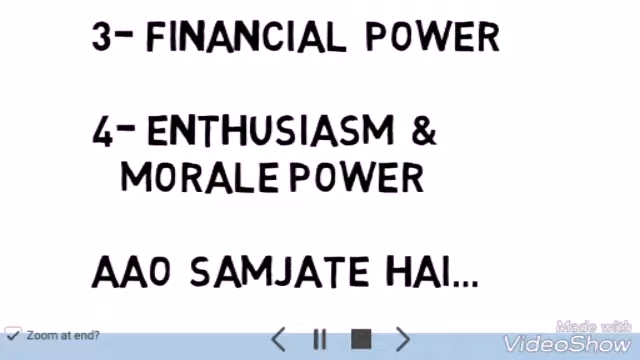 3- FINANCIAL POWER
4- ENTHUSIASM &
MORALE POWER
AAO SAMJATE HAI...
Zoom at end?
Made with
VideoShow